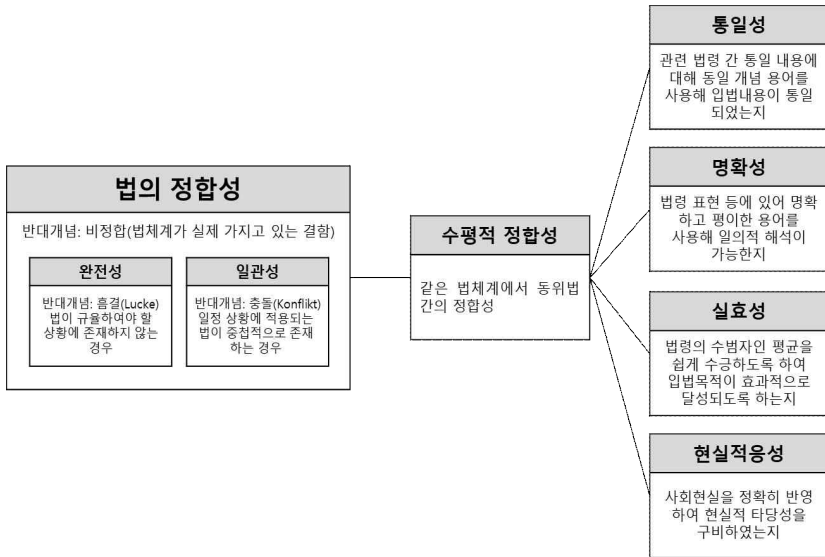 법의 정합성
반대개념: 비정합(법체계가 실제 가지고 있는 결함)
완전성
반대개념: 흠결(Lucke)
법이 규율하여야 할
상황에 존재하지 않는
경우
일관성
반대개념: 충돌(Konflikt)
일정 상황에 적용되는
법이 중첩적으로 존재
하는 경우
수평적 정합성
같은 법체계에서 동위법
간의 정합성
통일성
관련 법령 간 통일 내용에
대해 동일 개념 용어를
사용해 입법내용이 통일
되었는지
명확성
법령 표현 등에 있어 명확
하고 평이한 용어를
사용해 일의적 해석이
가능한지
실효성
법령의 수범자인 평균을
쉽게 수긍하도록 하여
입법목적이 효과적으로
달성되도록 하는지
현실적응성
사회현실을 정확히 반영
하여 현실적 타당성을
구비하였는지